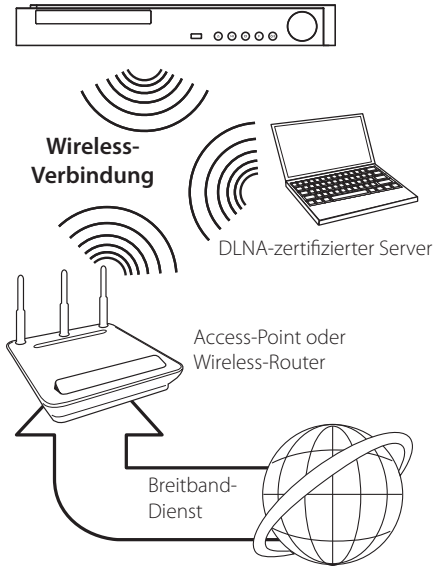 Wireless-
Verbindung
DLNA-zertifizierter Server
Access-Point oder
Wireless-Router
Breitband-
Dienst